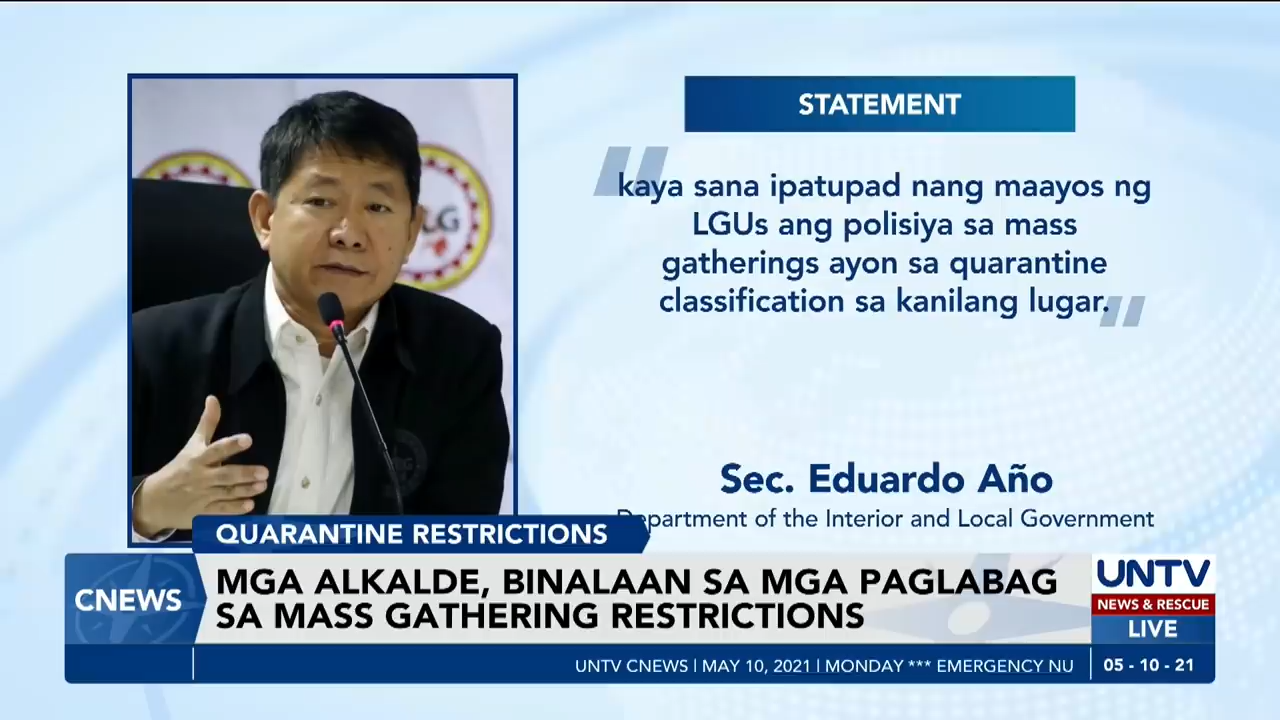 STATEMENT
kaya sana ipatupad nang maayos ng
LGUs ang polisiya sa mass
gatherings ayon sa quarantine
classification sa kanilang lugar.
Sec. Eduardo Año
Department of the Interior and Local Government
QUARANTINE RESTRICTIONS
CNEWS
MGA ALKALDE, BINALAAN SA MGA PAGLABAG
SA MASS GATHERING RESTRICTIONS
UNTV
NEWS & RESCUE
LIVE
UNTV CNEWS | MAY 10, 2021 | MONDAY *** EMERGENCY NU
05 - 10 - 21